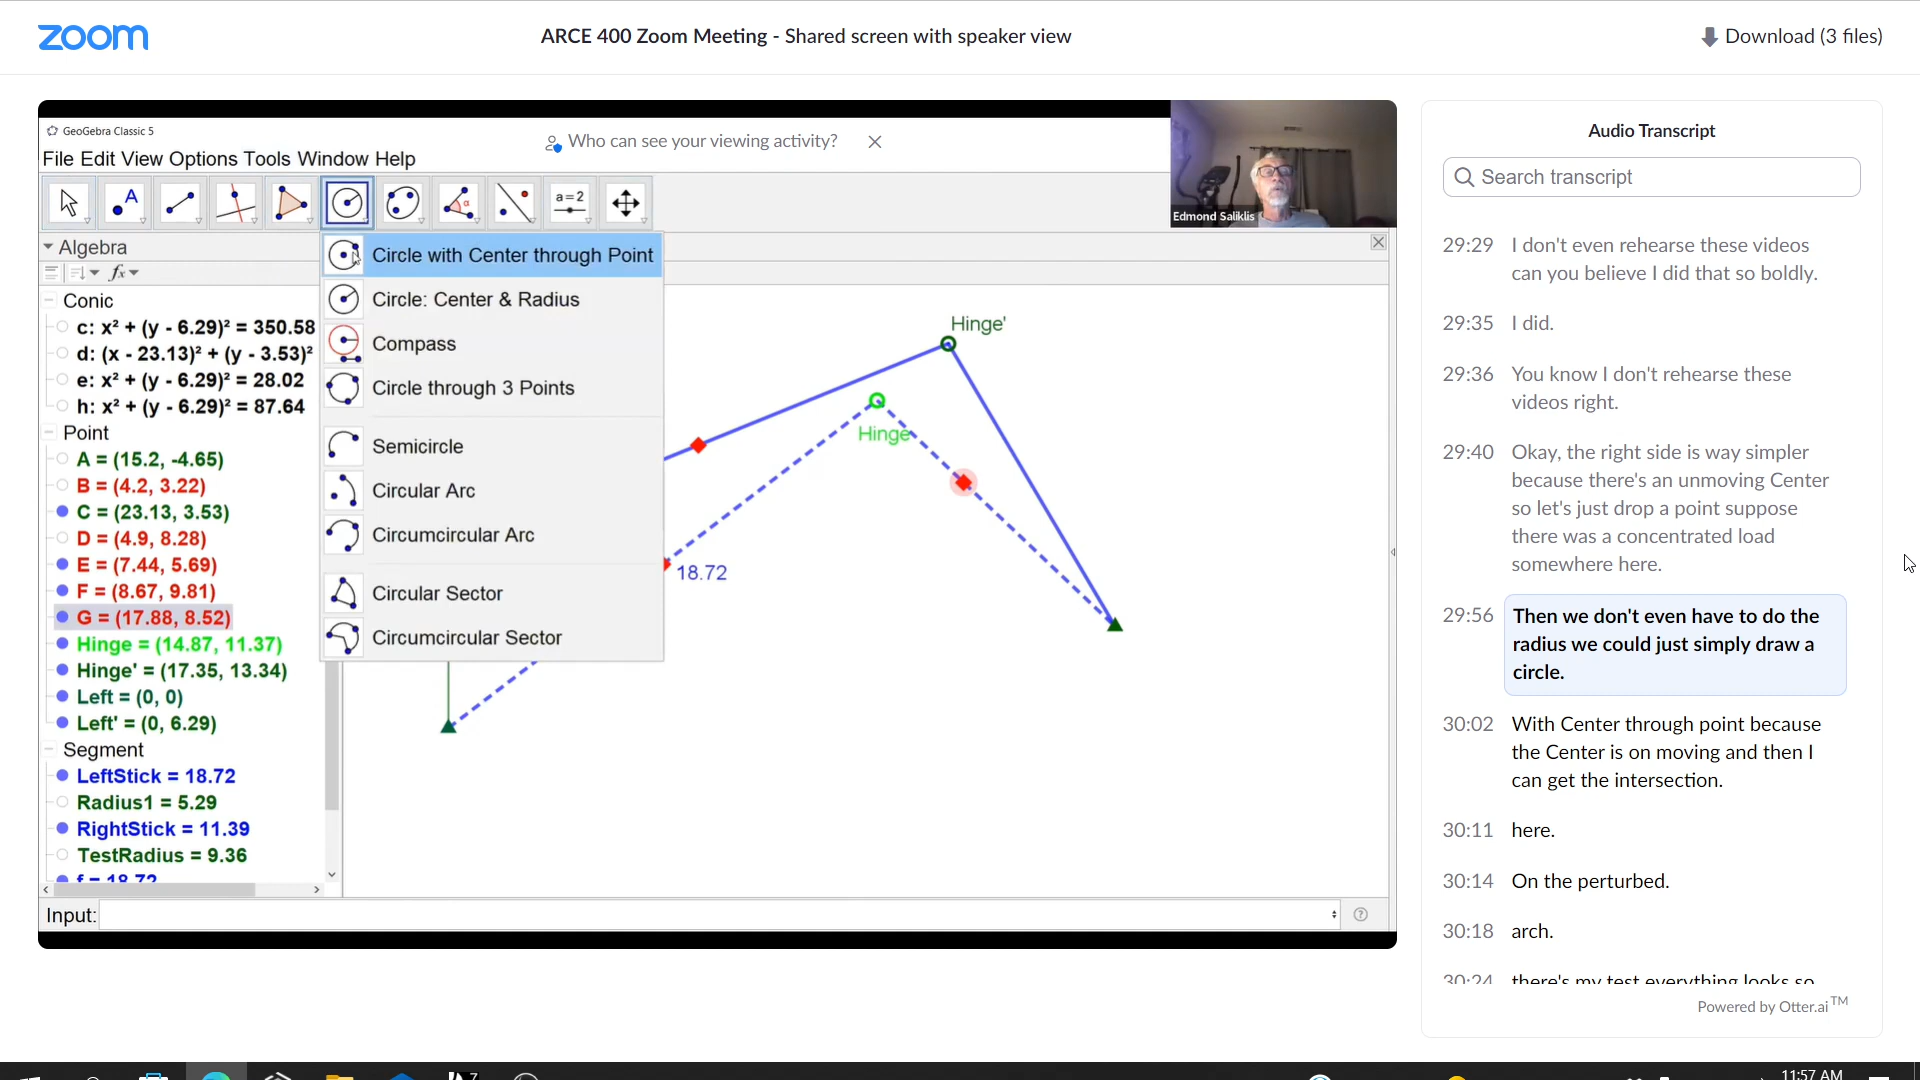 zoom
ARCE 400 Zoom Meeting - Shared screen with speaker view
Download (3 files)
GeoGebra Classic 5
Who can see your viewing activity?
File Edit View Options Tools Window Help
A
α
a=2
Edmond Saliklis
Algebra
fx
Conic
c: x² + (y - 6.29)² = 350.58
d: (x - 23.13)² + (y - 3.53)²
e: x² + (y - 6.29)² = 28.02
h: x² + (y - 6.29)² = 87.64
Point
A = (15.2, -4.65)
B = (4.2, 3.22)
C = (23.13, 3.53)
D = (4.9, 8.28)
E = (7.44, 5.69)
F = (8.67, 9.81)
G = (17.88, 8.52)
Hinge = (14.87, 11.37)
Hinge' = (17.35, 13.34)
Left = (0, 0)
Left' = (0, 6.29)
Segment
LeftStick = 18.72
Radius1 = 5.29
RightStick = 11.39
TestRadius = 9.36
f = 18.72
Circle with Center through Point
Circle: Center & Radius
Compass
Circle through 3 Points
Semicircle
Circular Arc
Circumcircular Arc
Circular Sector
Circumcircular Sector
Hinge'
Hinge
18.72
Input:
Audio Transcript
Search transcript
29:29 I don't even rehearse these videos
can you believe I did that so boldly.
29:35 I did.
29:36 You know I don't rehearse these
videos right.
29:40 Okay, the right side is way simpler
because there's an unmoving Center
so let's just drop a point suppose
there was a concentrated load
somewhere here.
29:56 Then we don't even have to do the
radius we could just simply draw a
circle.
30:02 With Center through point because
the Center is on moving and then I
can get the intersection.
30:11 here.
30:14 On the perturbed.
30:18 arch.
30:24 there's my test everything looks so
Powered by Otter.ai TM
11:57 AM